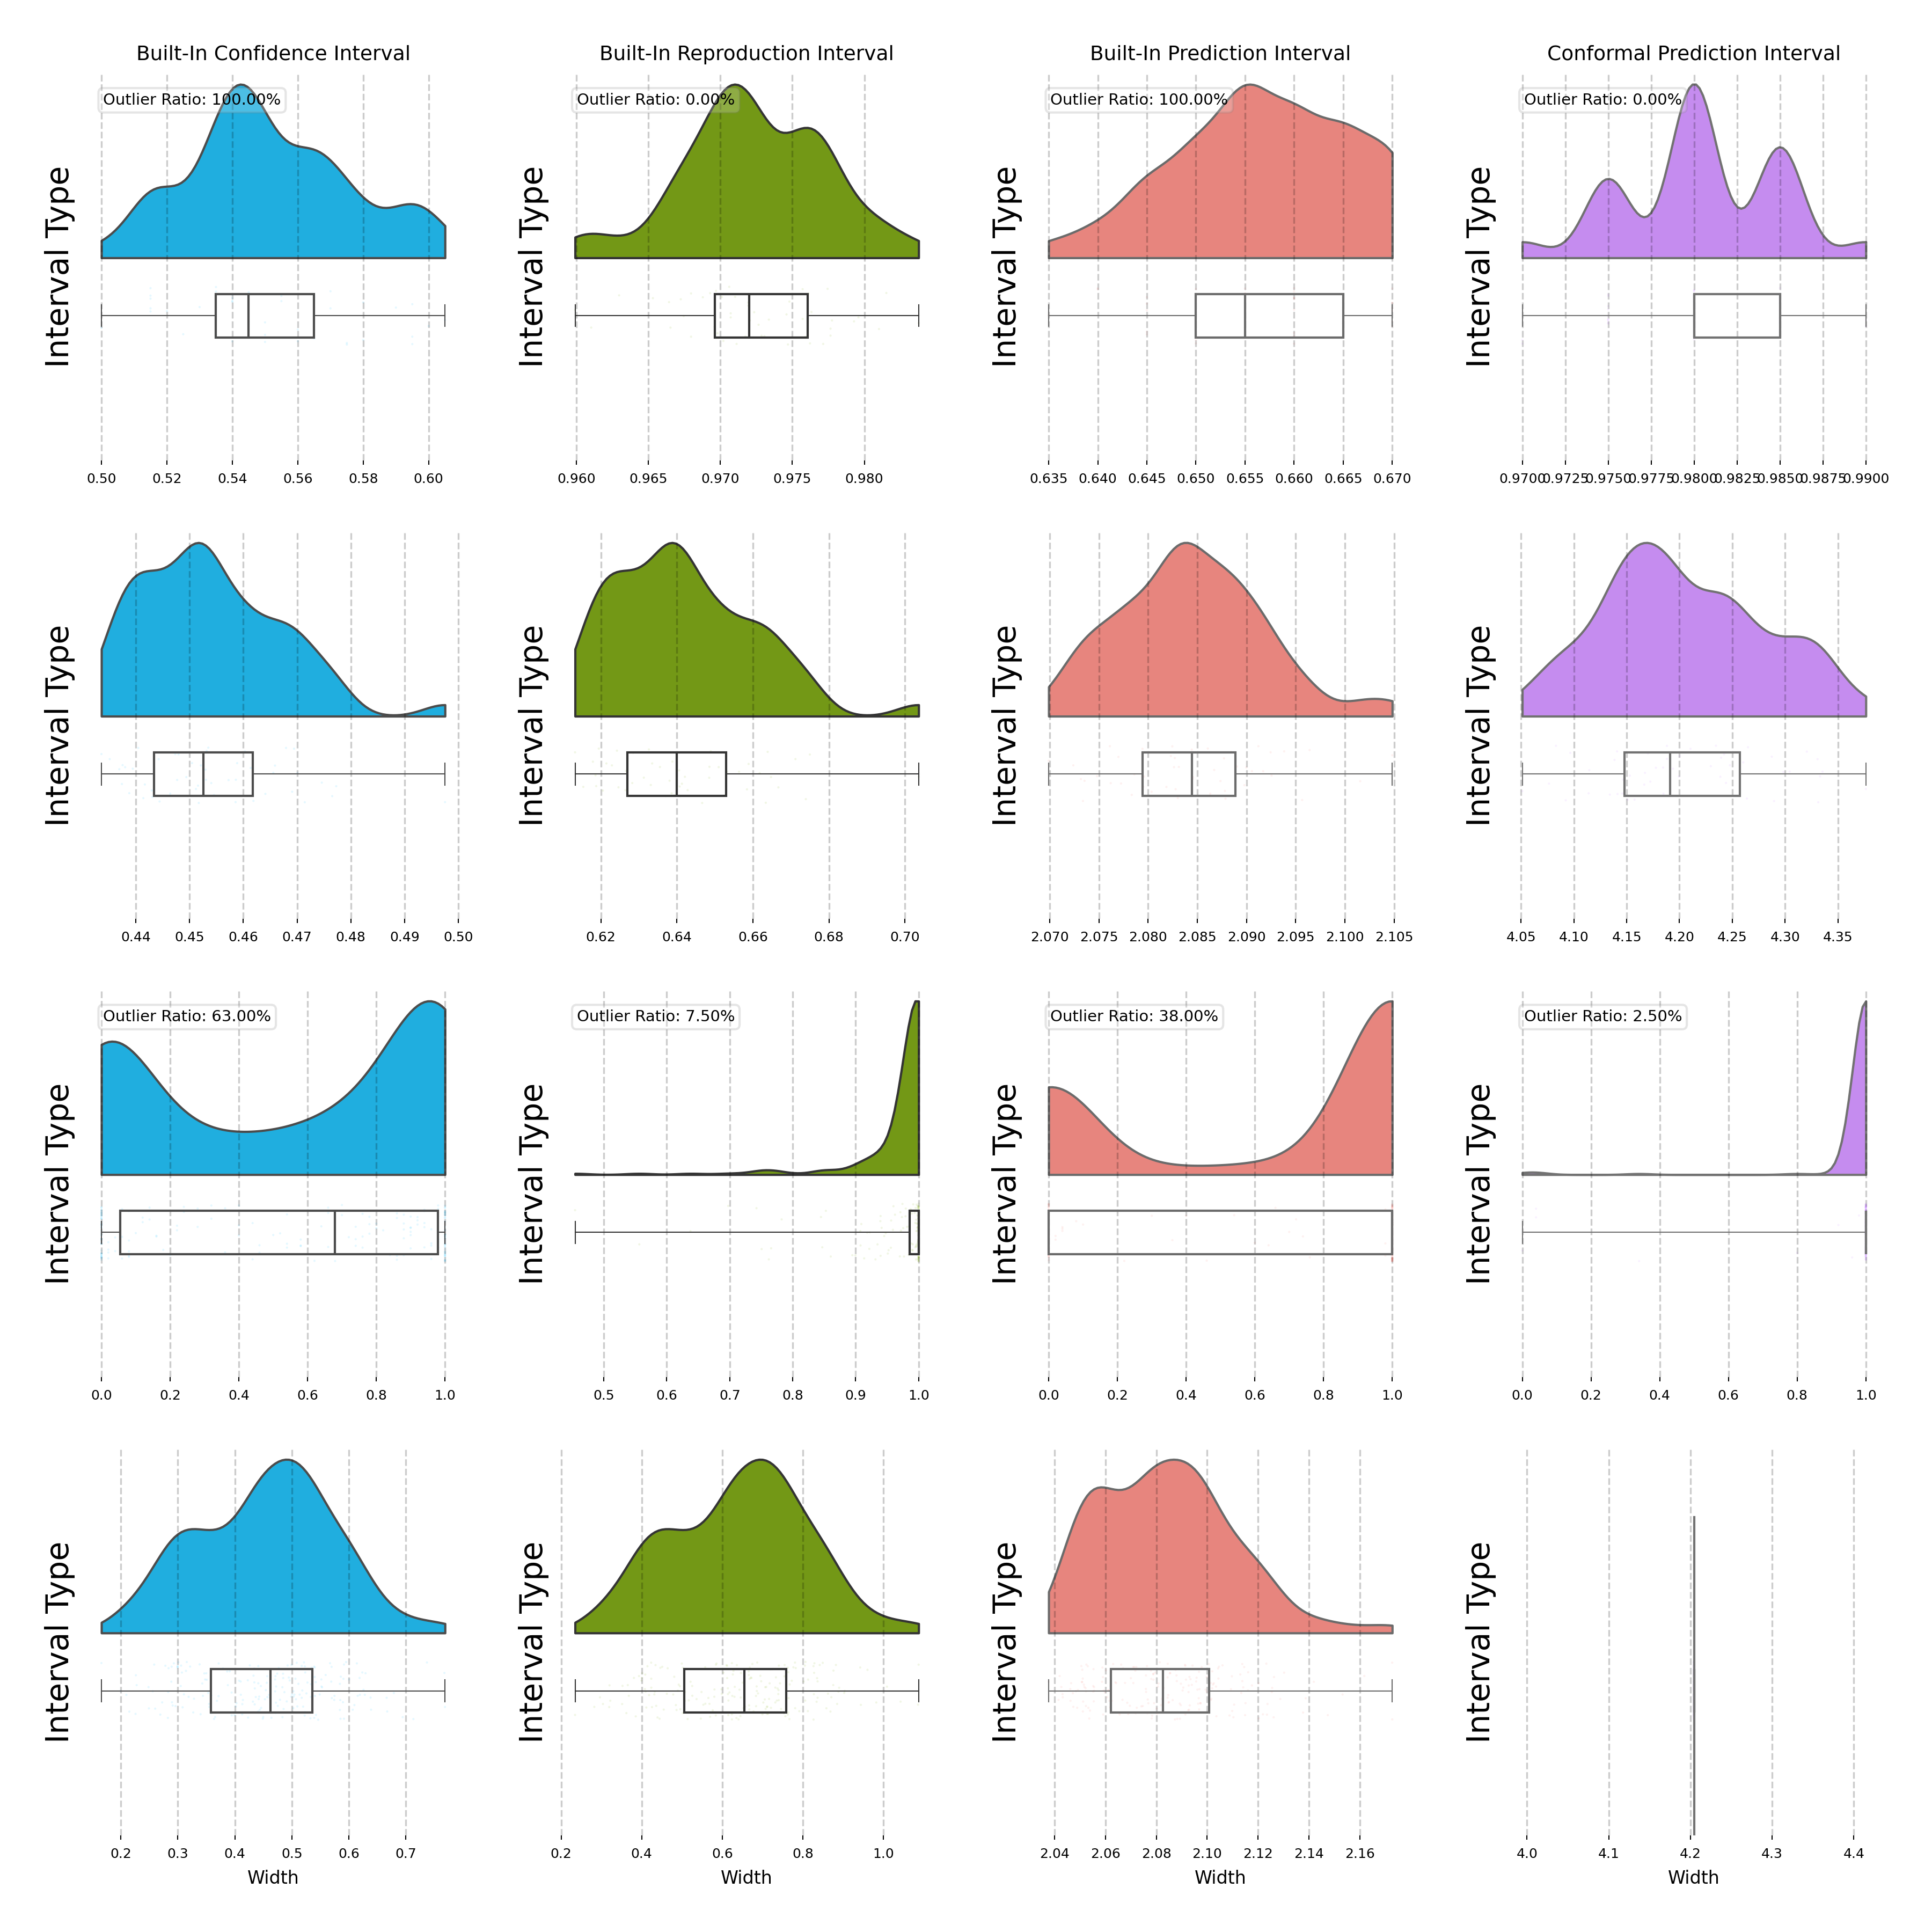 Built-In Confidence Interval Built-In Reproduction Interval Built-In Prediction Interval Conformal Prediction Interval
Outlier Ratio: 100.00% Outlier Ratio: 0.00% Outlier Ratio: 100.00% Outlier Ratio: 0.00%
Interval Type Interval Type Interval Type Interval Type
0.50 0.52 0.54 0.56 0.58 0.60 0.960 0.965 0.970 0.975 0.980 0.635 0.640 0.645 0.650 0.655 0.660 0.665 0.670 0.9700 0.9725 0.9750 0.9775 0.9800 0.9825 0.9850 0.9875 0.9900
Interval Type Interval Type Interval Type Interval Type
0.44 0.45 0.46 0.47 0.48 0.49 0.50 0.62 0.64 0.66 0.68 0.70 2.070 2.075 2.080 2.085 2.090 2.095 2.100 2.105 4.05 4.10 4.15 4.20 4.25 4.30 4.35
Outlier Ratio: 63.00% Outlier Ratio: 7.50% Outlier Ratio: 38.00% Outlier Ratio: 2.50%
Interval Type Interval Type Interval Type Interval Type
0.0 0.2 0.4 0.6 0.8 1.0 0.5 0.6 0.7 0.8 0.9 1.0 0.0 0.2 0.4 0.6 0.8 1.0 0.0 0.2 0.4 0.6 0.8 1.0
Interval Type Interval Type Interval Type Interval Type
0.2 0.3 0.4 0.5 0.6 0.7 0.2 0.4 0.6 0.8 1.0 2.04 2.06 2.08 2.10 2.12 2.14 2.16 4.0 4.1 4.2 4.3 4.4
Width Width Width Width